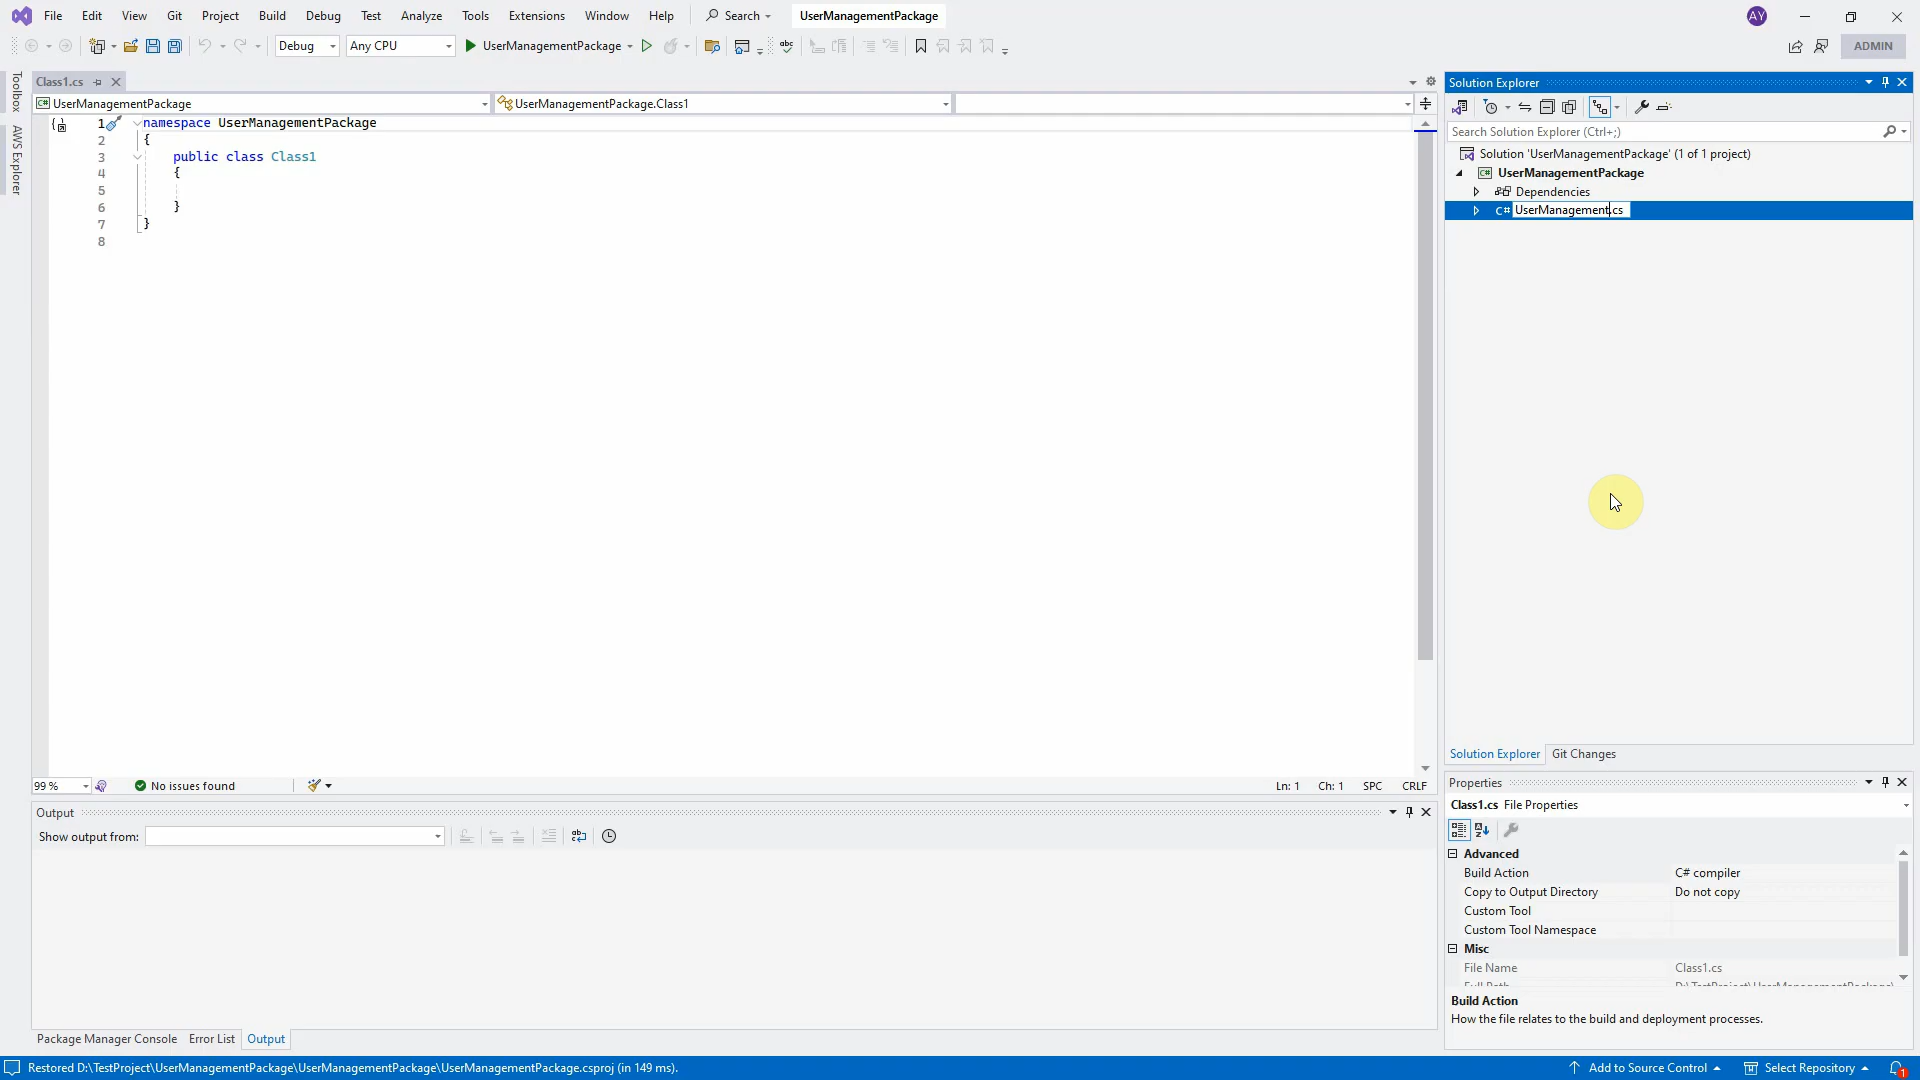 File Edit View Git Project Build Debug Test Analyze Tools Extensions Window Help Search UserManagementPackage AY
Debug Any CPU UserManagementPackage ADMIN
Toolbox
AWS Explorer
Class1.cs
UserManagementPackage UserManagementPackage.Class1
1 namespace UserManagementPackage
2 {
3 public class Class1
4 {
5
6 }
7 }
8
99 % No issues found Ln: 1 Ch: 1 SPC CRLF
Output
Show output from:
Package Manager Console Error List Output
Solution Explorer
Search Solution Explorer (Ctrl+;)
Solution 'UserManagementPackage' (1 of 1 project)
UserManagementPackage
Dependencies
UserManagement.cs
Solution Explorer Git Changes
Properties
Class1.cs File Properties
Advanced
Build Action C# compiler
Copy to Output Directory Do not copy
Custom Tool
Custom Tool Namespace
Misc
File Name Class1.cs
Full Path D:\TestProject\UserManagementPackage\
Build Action
How the file relates to the build and deployment processes.
Restored D:\TestProject\UserManagementPackage\UserManagementPackage\UserManagementPackage.csproj (in 149 ms). Add to Source Control Select Repository 1